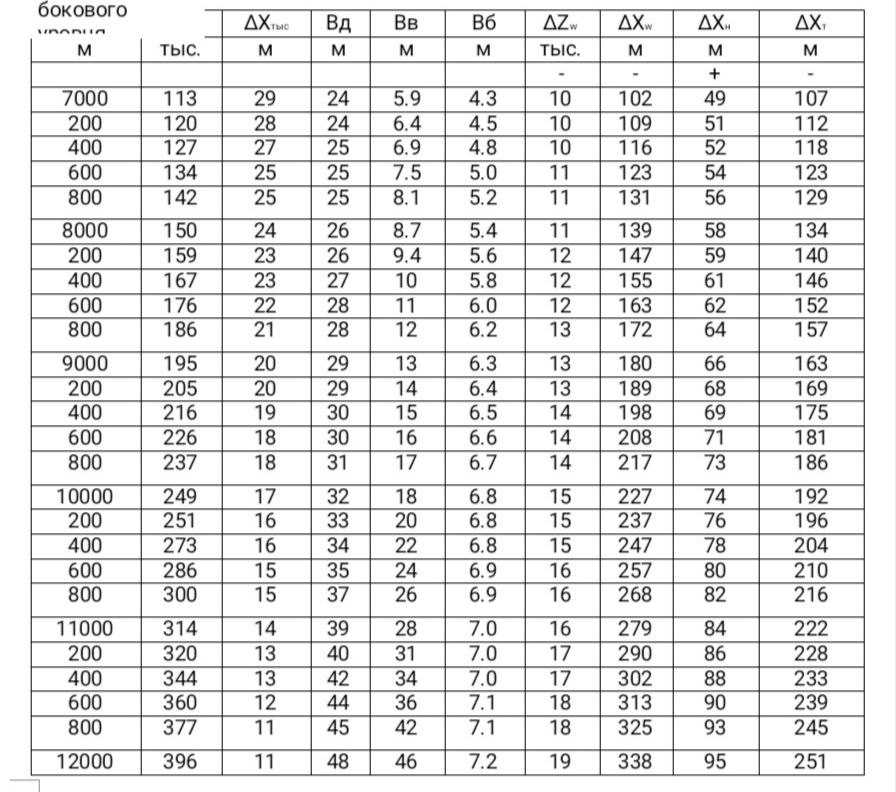 бокового
уровня
ΔXтыс Вд Вв Вб ΔZw ΔXw ΔXн ΔXт
м тыс. м м м м тыс. м м м
- - + -
7000 113 29 24 5.9 4.3 10 102 49 107
200 120 28 24 6.4 4.5 10 109 51 112
400 127 27 25 6.9 4.8 10 116 52 118
600 134 25 25 7.5 5.0 11 123 54 123
800 142 25 25 8.1 5.2 11 131 56 129
8000 150 24 26 8.7 5.4 11 139 58 134
200 159 23 26 9.4 5.6 12 147 59 140
400 167 23 27 10 5.8 12 155 61 146
600 176 22 28 11 6.0 12 163 62 152
800 186 21 28 12 6.2 13 172 64 157
9000 195 20 29 13 6.3 13 180 66 163
200 205 20 29 14 6.4 13 189 68 169
400 216 19 30 15 6.5 14 198 69 175
600 226 18 30 16 6.6 14 208 71 181
800 237 18 31 17 6.7 14 217 73 186
10000 249 17 32 18 6.8 15 227 74 192
200 251 16 33 20 6.8 15 237 76 196
400 273 16 34 22 6.8 15 247 78 204
600 286 15 35 24 6.9 16 257 80 210
800 300 15 37 26 6.9 16 268 82 216
11000 314 14 39 28 7.0 16 279 84 222
200 320 13 40 31 7.0 17 290 86 228
400 344 13 42 34 7.0 17 302 88 233
600 360 12 44 36 7.1 18 313 90 239
800 377 11 45 42 7.1 18 325 93 245
12000 396 11 48 46 7.2 19 338 95 251